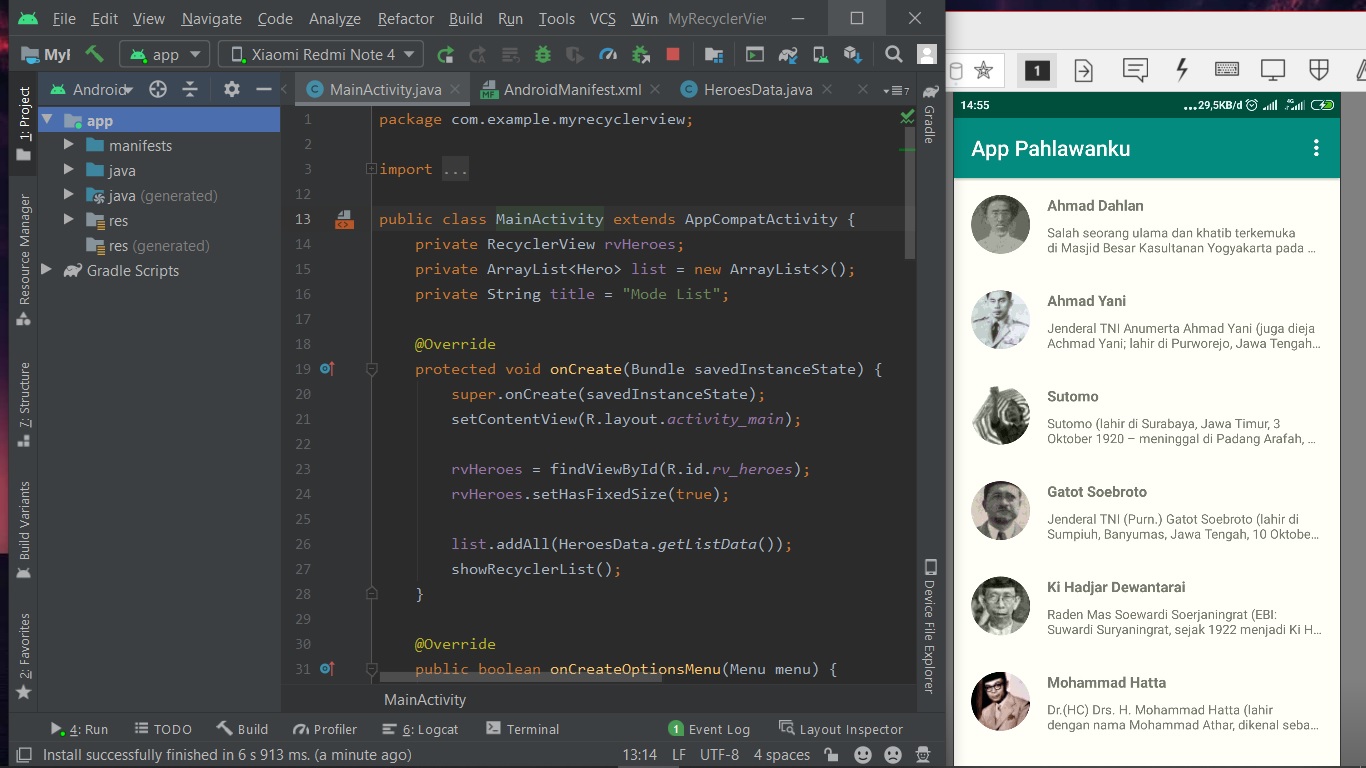 File Edit View Navigate Code Analyze Refactor Build Run Tools VCS Win MyRecyclerVie
MyI app Xiaomi Redmi Note 4
Android
MainActivity.java AndroidManifest.xml HeroesData.java 7
1: Project
Resource Manager
7: Structure
Build Variants
2: Favorites
app
manifests
java
java (generated)
res
res (generated)
Gradle Scripts
1 package com.example.myrecyclerview;
2
3 import ...
12
13 public class MainActivity extends AppCompatActivity {
14 private RecyclerView rvHeroes;
15 private ArrayList<Hero> list = new ArrayList<>();
16 private String title = "Mode List";
17
18 @Override
19 protected void onCreate(Bundle savedInstanceState) {
20 super.onCreate(savedInstanceState);
21 setContentView(R.layout.activity_main);
22
23 rvHeroes = findViewById(R.id.rv_heroes);
24 rvHeroes.setHasFixedSize(true);
25
26 list.addAll(HeroesData.getListData());
27 showRecyclerList();
28 }
29
30 @Override
31 public boolean onCreateOptionsMenu(Menu menu) {
MainActivity
Gradle
Device File Explorer
4: Run TODO Build Profiler 6: Logcat Terminal 1 Event Log Layout Inspector
Install successfully finished in 6 s 913 ms. (a minute ago) 13:14 LF UTF-8 4 spaces
1
14:55 ...29,5KB/d
App Pahlawanku
Ahmad Dahlan
Salah seorang ulama dan khatib terkemuka
di Masjid Besar Kasultanan Yogyakarta pada ...
Ahmad Yani
Jenderal TNI Anumerta Ahmad Yani (juga dieja
Achmad Yani; lahir di Purworejo, Jawa Tengah...
Sutomo
Sutomo (lahir di Surabaya, Jawa Timur, 3
Oktober 1920 – meninggal di Padang Arafah, ...
Gatot Soebroto
Jenderal TNI (Purn.) Gatot Soebroto (lahir di
Sumpiuh, Banyumas, Jawa Tengah, 10 Oktobe...
Ki Hadjar Dewantarai
Raden Mas Soewardi Soerjaningrat (EBI:
Suwardi Suryaningrat, sejak 1922 menjadi Ki H...
Mohammad Hatta
Dr.(HC) Drs. H. Mohammad Hatta (lahir
dengan nama Mohammad Athar, dikenal seba...